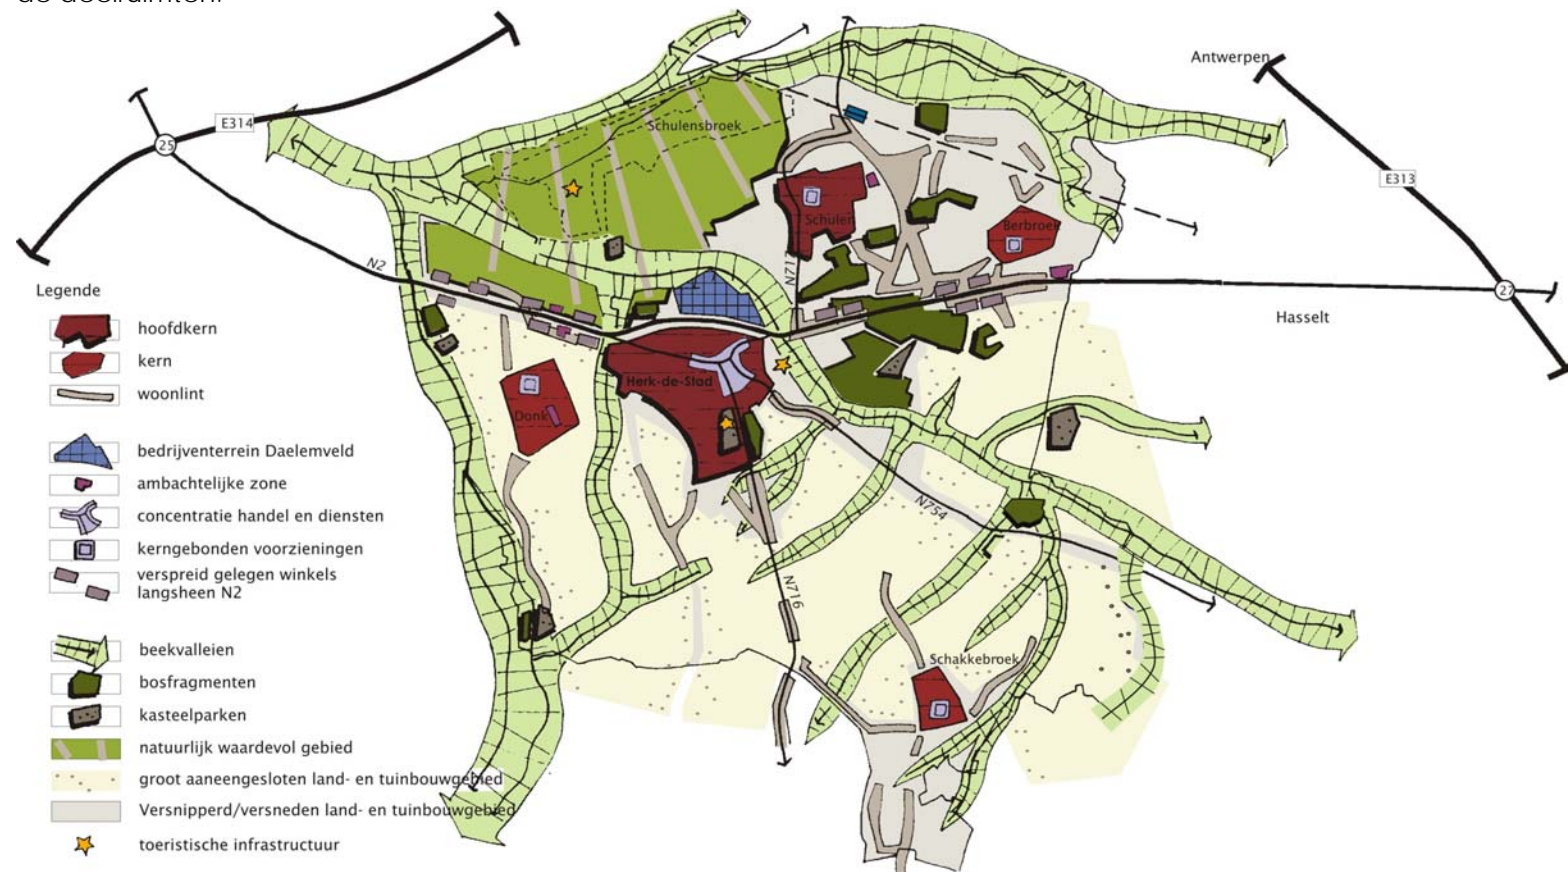 de deelruimten.
Antwerpen
E314
25
Schulensbroek
E313
Schulen
Berbroek
N2
N717
27
Hasselt
Herk-de-Stad
Donk
N754
N716
Schakkebroek
Legende
hoofdkern
kern
woonlint
bedrijventerrein Daelemveld
ambachtelijke zone
concentratie handel en diensten
kerngebonden voorzieningen
verspreid gelegen winkels
langsheen N2
beekvalleien
bosfragmenten
kasteelparken
natuurlijk waardevol gebied
groot aaneengesloten land- en tuinbouwgebied
Versnipperd/versneden land- en tuinbouwgebied
toeristische infrastructuur